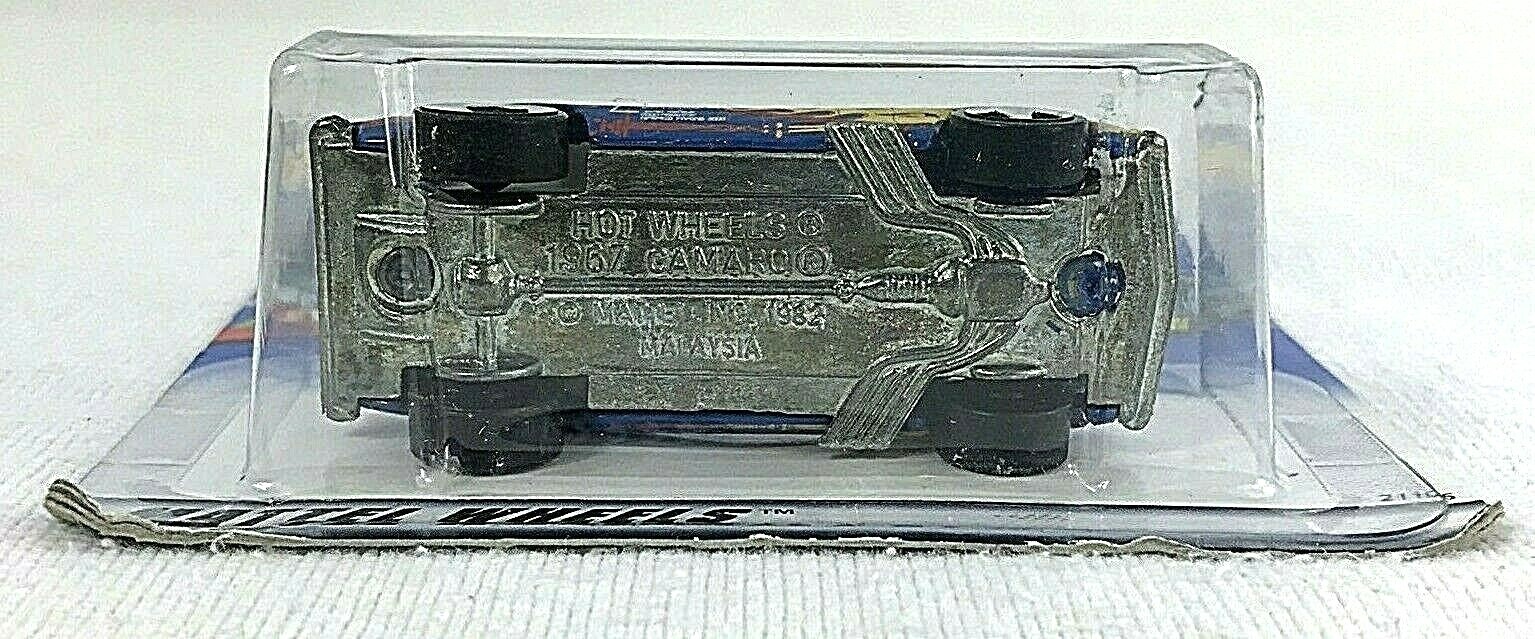 HOT WHEELS®
1967 CAMARO®
© MATTEL INC. 1982
MALAYSIA
MATTEL WHEELS™